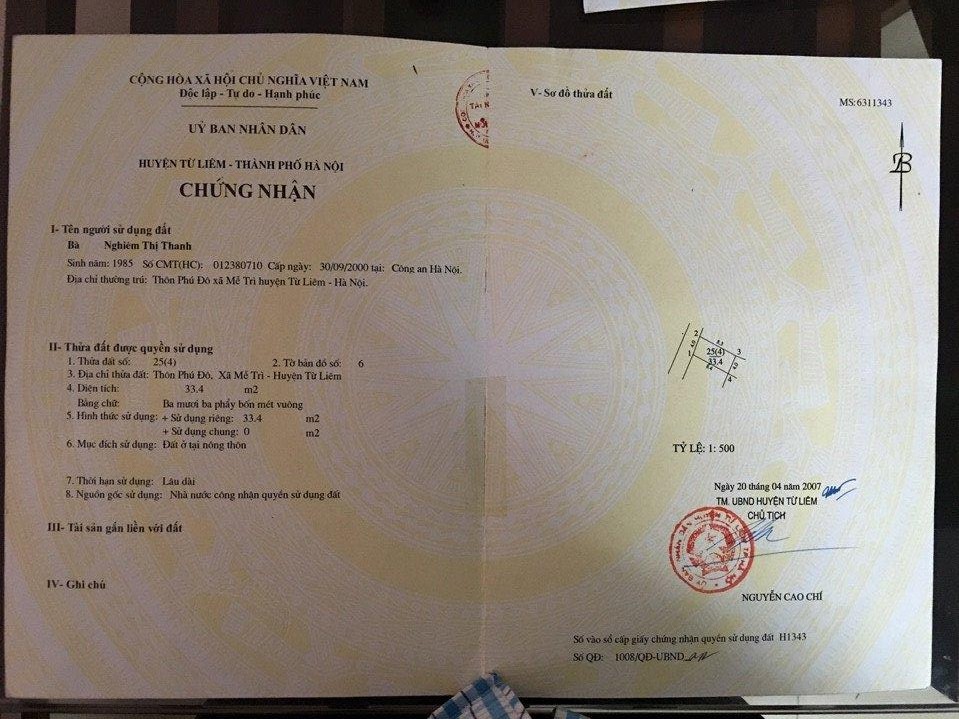 CỘNG HÒA XÃ HỘI CHỦ NGHĨA VIỆT NAM
Độc lập - Tự do - Hạnh phúc
UỶ BAN NHÂN DÂN
HUYỆN TỪ LIÊM - THÀNH PHỐ HÀ NỘI
CHỨNG NHẬN
I- Tên người sử dụng đất
Bà Nghiêm Thị Thanh
Sinh năm: 1985 Số CMT(HC): 012380710 Cấp ngày: 30/09/2000 tại: Công an Hà Nội.
Địa chỉ thường trú: Thôn Phú Đô xã Mễ Trì huyện Từ Liêm - Hà Nội.
II- Thửa đất được quyền sử dụng
1. Thửa đất số: 25(4) 2. Tờ bản đồ số: 6
3. Địa chỉ thửa đất: Thôn Phú Đô, Xã Mễ Trì - Huyện Từ Liêm
4. Diện tích: 33.4 m2
Bằng chữ: Ba mươi ba phẩy bốn mét vuông
5. Hình thức sử dụng: + Sử dụng riêng: 33.4 m2
+ Sử dụng chung: 0 m2
6. Mục đích sử dụng: Đất ở tại nông thôn
7. Thời hạn sử dụng: Lâu dài
8. Nguồn gốc sử dụng: Nhà nước công nhận quyền sử dụng đất
III- Tài sản gắn liền với đất
IV- Ghi chú
V- Sơ đồ thửa đất
MS: 6311343
B
2
3
1
25(4)
33.4
4
TỶ LỆ: 1: 500
Ngày 20 tháng 04 năm 2007
TM. UBND HUYỆN TỪ LIÊM
CHỦ TỊCH
NGUYỄN CAO CHÍ
Số vào sổ cấp giấy chứng nhận quyền sử dụng đất H1343
Số QĐ: 1008/QĐ-UBND